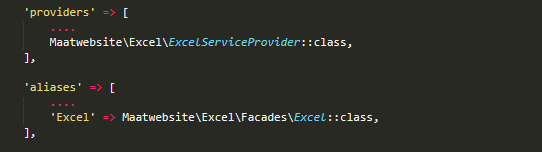 'providers' => [
....
Maatwebsite\Excel\ExcelServiceProvider::class,
],
'aliases' => [
....
'Excel' => Maatwebsite\Excel\Facades\Excel::class,
],